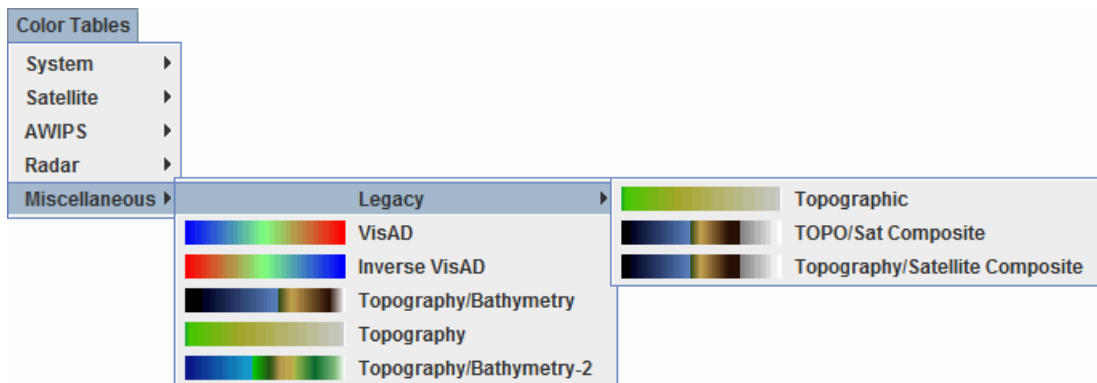 Color Tables
System
Satellite
AWIPS
Radar
Miscellaneous
Legacy
VisAD
Inverse VisAD
Topography/Bathymetry
Topography
Topography/Bathymetry-2
Topographic
TOPO/Sat Composite
Topography/Satellite Composite